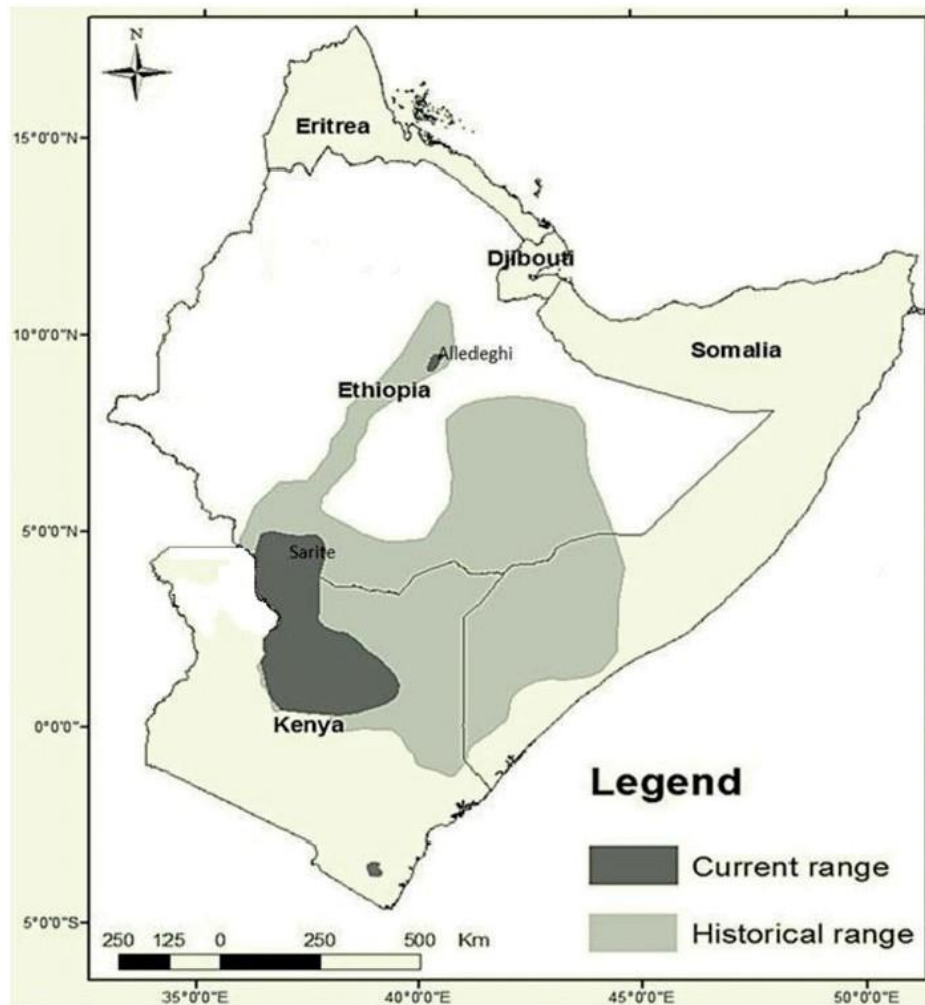 N
15°0'0"N
Eritrea
Djibouti
10°0'0"N
Alledeghi
Somalia
Ethiopia
5°0'0"N
Sarite
0°0'0"
Kenya
Legend
Current range
Historical range
5°0'0"S
250 125 0 250 500 Km
35°0'0"E 40°0'0"E 45°0'0"E 50°0'0"E